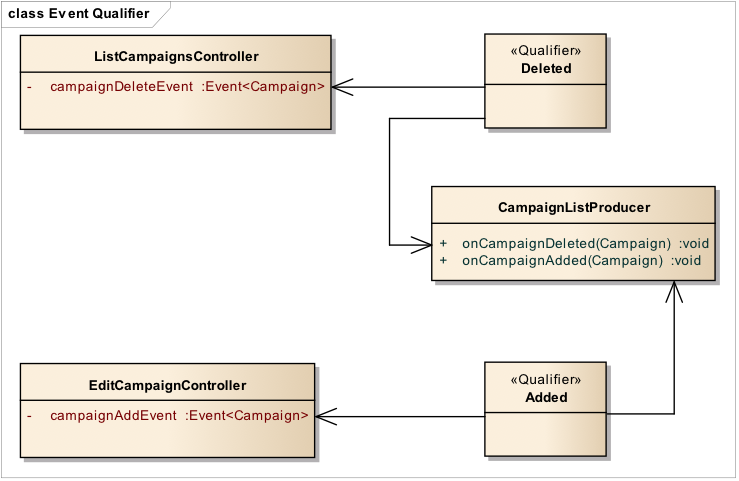 class Event Qualifier
ListCampaignsController
- campaignDeleteEvent :Event<Campaign>
«Qualifier»
Deleted
CampaignListProducer
+ onCampaignDeleted(Campaign) :void
+ onCampaignAdded(Campaign) :void
EditCampaignController
- campaignAddEvent :Event<Campaign>
«Qualifier»
Added